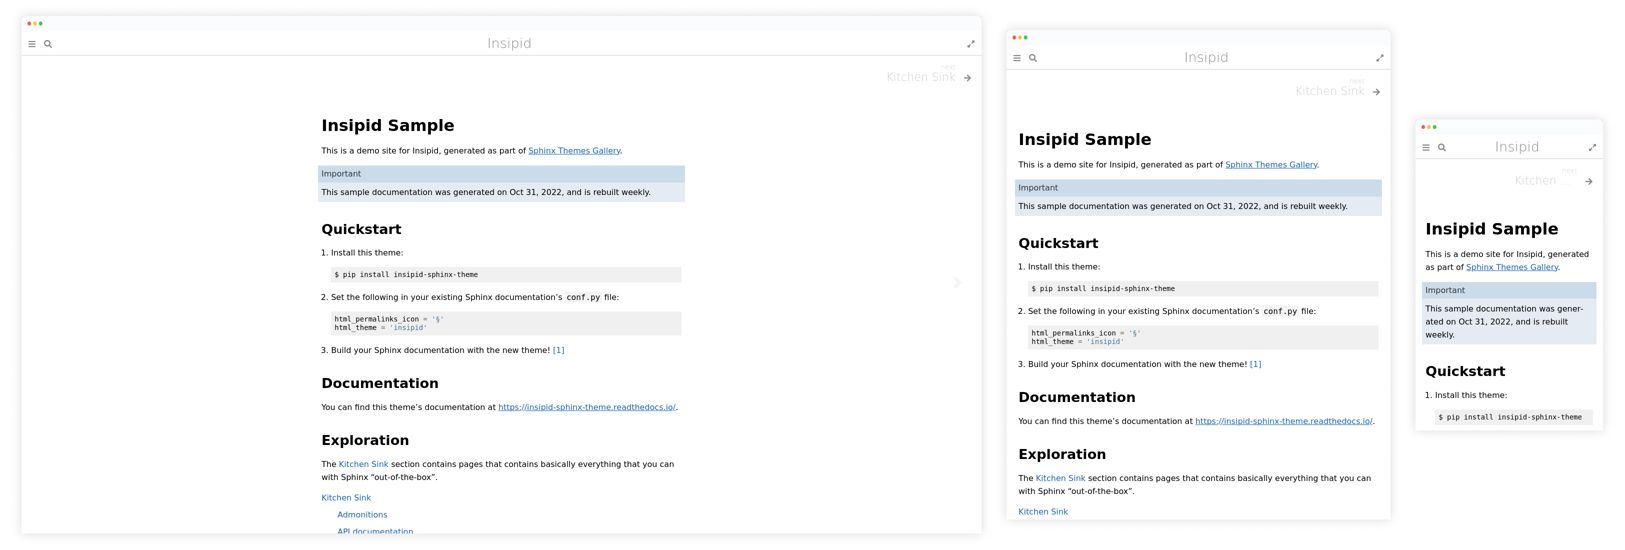 Insipid
next
Kitchen Sink
Insipid Sample
This is a demo site for Insipid, generated as part of Sphinx Themes Gallery.
Important
This sample documentation was generated on Oct 31, 2022, and is rebuilt weekly.
Quickstart
1. Install this theme:
$ pip install insipid-sphinx-theme
2. Set the following in your existing Sphinx documentation’s conf.py file:
html_permalinks_icon = '§'
html_theme = 'insipid'
3. Build your Sphinx documentation with the new theme! [1]
Documentation
You can find this theme’s documentation at https://insipid-sphinx-theme.readthedocs.io/.
Exploration
The Kitchen Sink section contains pages that contains basically everything that you can
with Sphinx “out-of-the-box”.
Kitchen Sink
Admonitions
API documentation
Insipid
next
Kitchen Sink
Insipid Sample
This is a demo site for Insipid, generated as part of Sphinx Themes Gallery.
Important
This sample documentation was generated on Oct 31, 2022, and is rebuilt weekly.
Quickstart
1. Install this theme:
$ pip install insipid-sphinx-theme
2. Set the following in your existing Sphinx documentation’s conf.py file:
html_permalinks_icon = '§'
html_theme = 'insipid'
3. Build your Sphinx documentation with the new theme! [1]
Documentation
You can find this theme’s documentation at https://insipid-sphinx-theme.readthedocs.io/.
Exploration
The Kitchen Sink section contains pages that contains basically everything that you can
with Sphinx “out-of-the-box”.
Kitchen Sink
Insipid
next
Kitchen ...
Insipid Sample
This is a demo site for Insipid, generated
as part of Sphinx Themes Gallery.
Important
This sample documentation was gener-
ated on Oct 31, 2022, and is rebuilt
weekly.
Quickstart
1. Install this theme:
$ pip install insipid-sphinx-theme